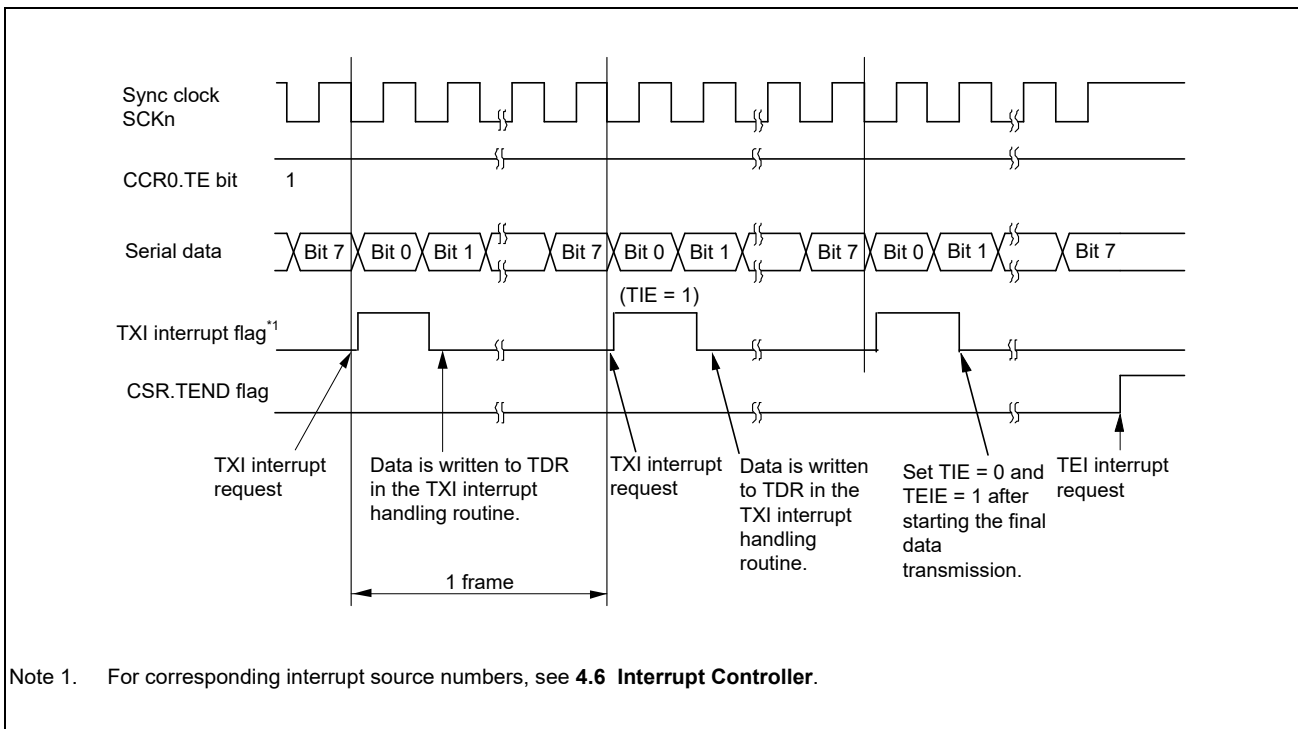 Sync clock
SCKn
CCR0.TE bit 1
Serial data Bit 7 Bit 0 Bit 1 Bit 7 Bit 0 Bit 1 Bit 7 Bit 0 Bit 1 Bit 7
(TIE = 1)
TXI interrupt flag*1
CSR.TEND flag
TXI interrupt
request
Data is written to TDR
in the TXI interrupt
handling routine.
TXI interrupt
request
Data is written
to TDR in the
TXI interrupt
handling
routine.
Set TIE = 0 and
TEIE = 1 after
starting the final
data
transmission.
TEI interrupt
request
1 frame
Note 1. For corresponding interrupt source numbers, see 4.6 Interrupt Controller.